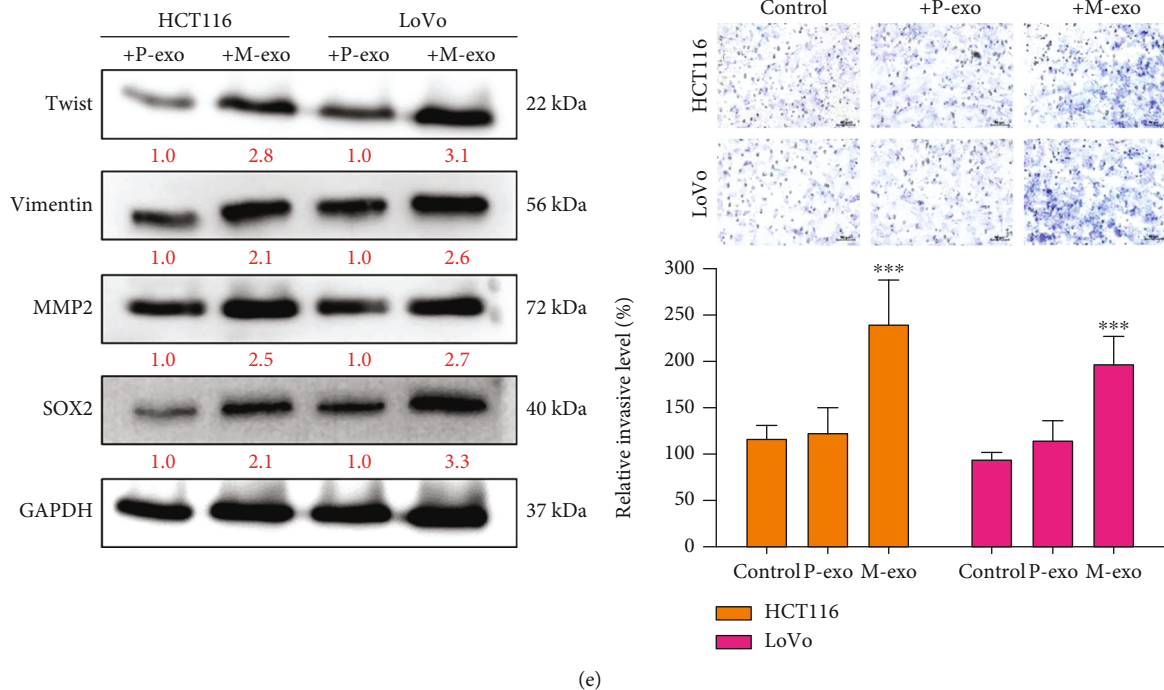 HCT116 LoVo
+P-exo +M-exo +P-exo +M-exo
Twist 22 kDa
1.0 2.8 1.0 3.1
Vimentin 56 kDa
1.0 2.1 1.0 2.6
MMP2 72 kDa
1.0 2.5 1.0 2.7
SOX2 40 kDa
1.0 2.1 1.0 3.3
GAPDH 37 kDa
Control +P-exo +M-exo
HCT116
LoVo
Relative invasive level (%)
300
250
200
150
100
50
0
***
***
Control P-exo M-exo Control P-exo M-exo
HCT116
LoVo
(e)